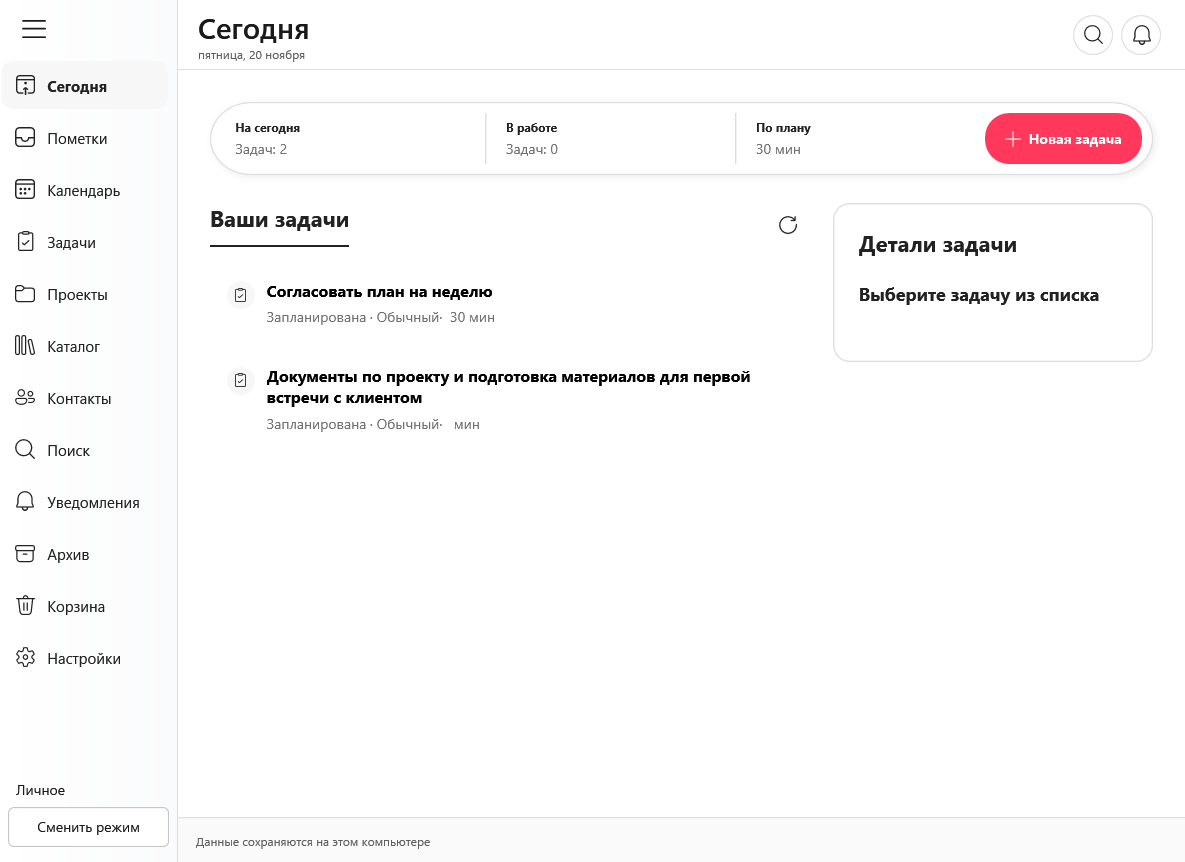 Сегодня
пятница, 20 ноября
Сегодня
Пометки
Календарь
Задачи
Проекты
Каталог
Контакты
Поиск
Уведомления
Архив
Корзина
Настройки
Личное
Сменить режим
На сегодня
Задач: 2
В работе
Задач: 0
По плану
30 мин
Новая задача
Ваши задачи
Согласовать план на неделю
Запланирована · Обычный· 30 мин
Документы по проекту и подготовка материалов для первой
встречи с клиентом
Запланирована · Обычный· мин
Детали задачи
Выберите задачу из списка
Данные сохраняются на этом компьютере